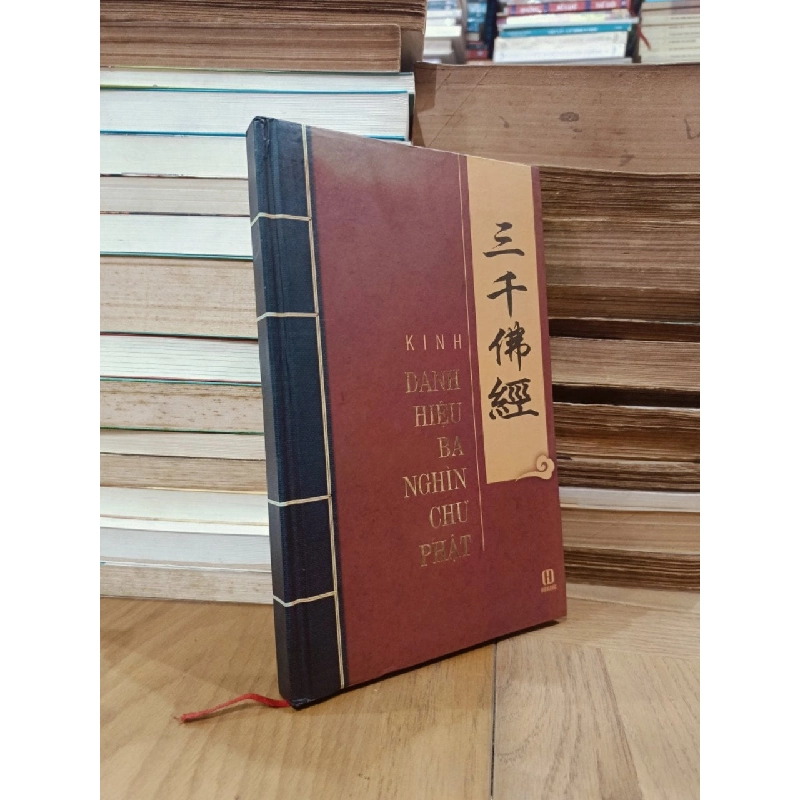 KINH
DANH
HIỆU
BA
NGHÌN
CHƯ
PHẬT
三千佛經